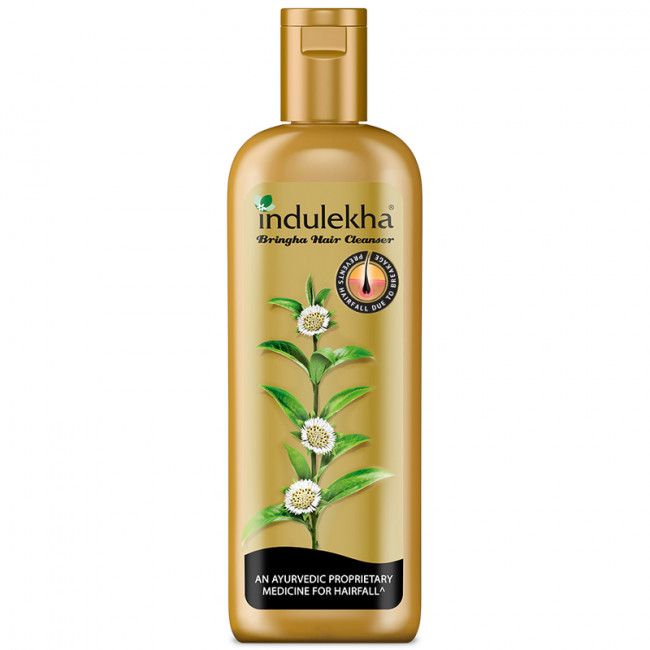 indulekha®
Bringha Hair Cleanser
PREVENTS HAIRFALL DUE TO BREAKAGE
AN AYURVEDIC PROPRIETARY
MEDICINE FOR HAIRFALL^